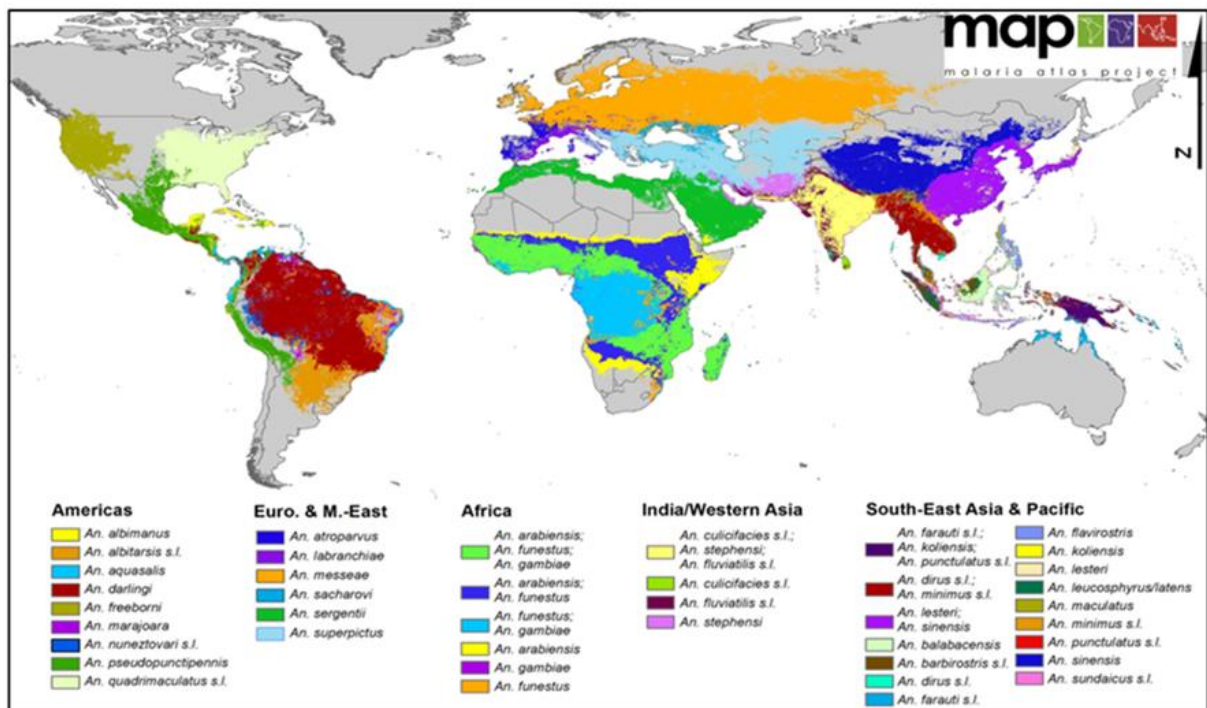 map
malaria atlas project
N
Americas
An. albimanus
An. albitarsis s.l.
An. aquasalis
An. darlingi
An. freeborni
An. marajoara
An. nuneztovari s.l.
An. pseudopunctipennis
An. quadrimaculatus s.l.
Euro. & M.-East
An. atroparvus
An. labranchiae
An. messeae
An. sacharovi
An. sergentii
An. superpictus
Africa
An. arabiensis;
An. funestus;
An. gambiae
An. arabiensis;
An. funestus
An. funestus;
An. gambiae
An. arabiensis
An. gambiae
An. funestus
India/Western Asia
An. culicifacies s.l.;
An. stephensi;
An. fluviatilis s.l.
An. culicifacies s.l.
An. fluviatilis s.l.
An. stephensi
South-East Asia & Pacific
An. farauti s.l.;
An. koliensis;
An. punctulatus s.l.
An. dirus s.l.;
An. minimus s.l.
An. lesteri;
An. sinensis
An. balabacensis
An. barbirostris s.l.
An. dirus s.l.
An. farauti s.l.
An. flavirostris
An. koliensis
An. lesteri
An. leucosphyrus/latens
An. maculatus
An. minimus s.l.
An. punctulatus s.l.
An. sinensis
An. sundaicus s.l.